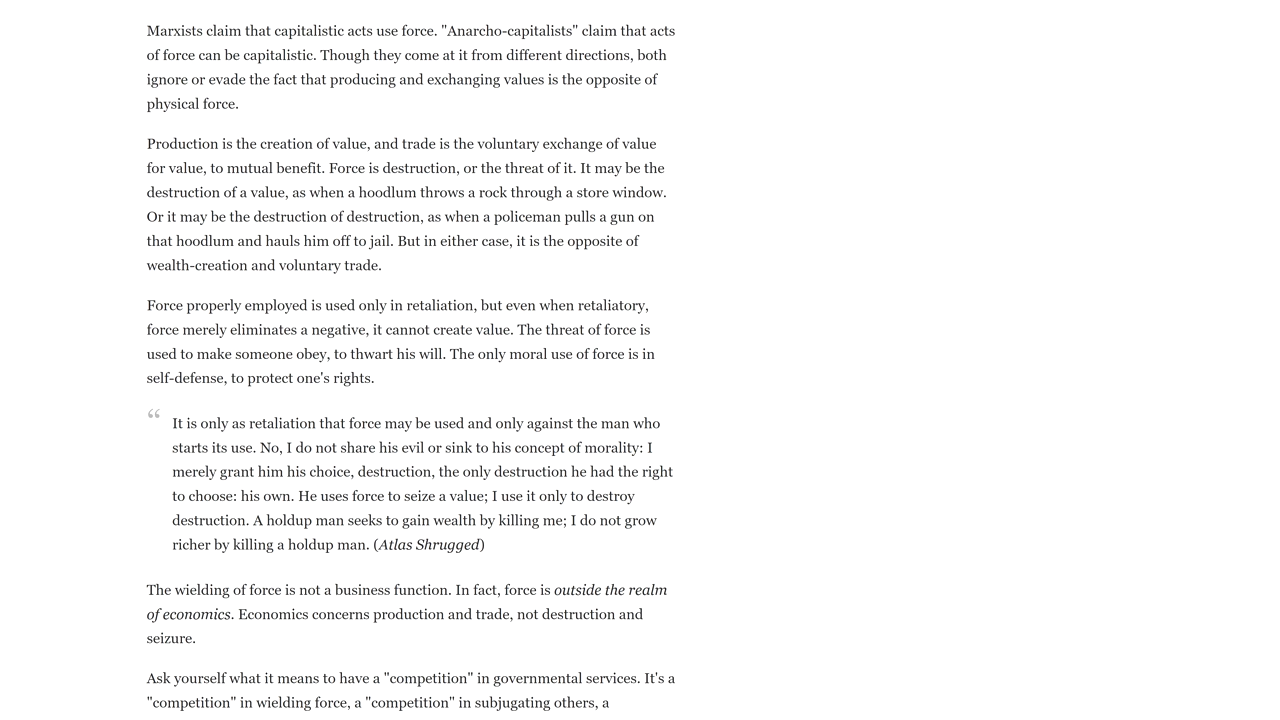 Marxists claim that capitalistic acts use force. "Anarcho-capitalists" claim that acts
of force can be capitalistic. Though they come at it from different directions, both
ignore or evade the fact that producing and exchanging values is the opposite of
physical force.
Production is the creation of value, and trade is the voluntary exchange of value
for value, to mutual benefit. Force is destruction, or the threat of it. It may be the
destruction of a value, as when a hoodlum throws a rock through a store window.
Or it may be the destruction of destruction, as when a policeman pulls a gun on
that hoodlum and hauls him off to jail. But in either case, it is the opposite of
wealth-creation and voluntary trade.
Force properly employed is used only in retaliation, but even when retaliatory,
force merely eliminates a negative, it cannot create value. The threat of force is
used to make someone obey, to thwart his will. The only moral use of force is in
self-defense, to protect one's rights.
“ It is only as retaliation that force may be used and only against the man who
starts its use. No, I do not share his evil or sink to his concept of morality: I
merely grant him his choice, destruction, the only destruction he had the right
to choose: his own. He uses force to seize a value; I use it only to destroy
destruction. A holdup man seeks to gain wealth by killing me; I do not grow
richer by killing a holdup man. (Atlas Shrugged)
The wielding of force is not a business function. In fact, force is outside the realm
of economics. Economics concerns production and trade, not destruction and
seizure.
Ask yourself what it means to have a "competition" in governmental services. It's a
"competition" in wielding force, a "competition" in subjugating others, a